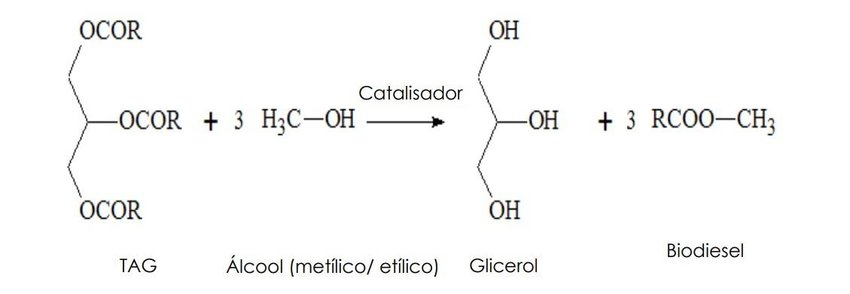 OCOR
OH
Catalisador
OCOR + 3 H₃C—OH
OH + 3 RCOO—CH₃
OCOR
OH
TAG
Álcool (metílico/ etílico)
Glicerol
Biodiesel